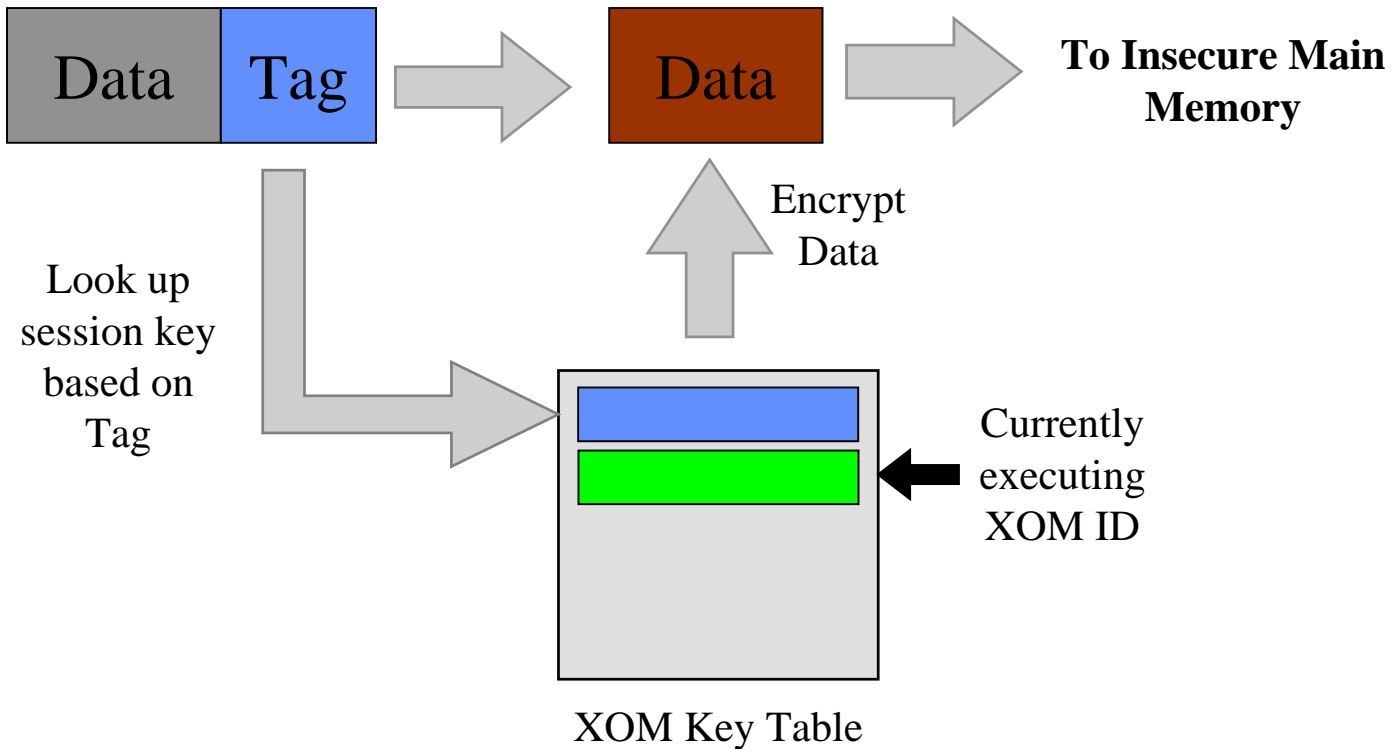 Data
Tag
Data
To Insecure Main
Memory
Encrypt
Data
Look up
session key
based on
Tag
Currently
executing
XOM ID
XOM Key Table